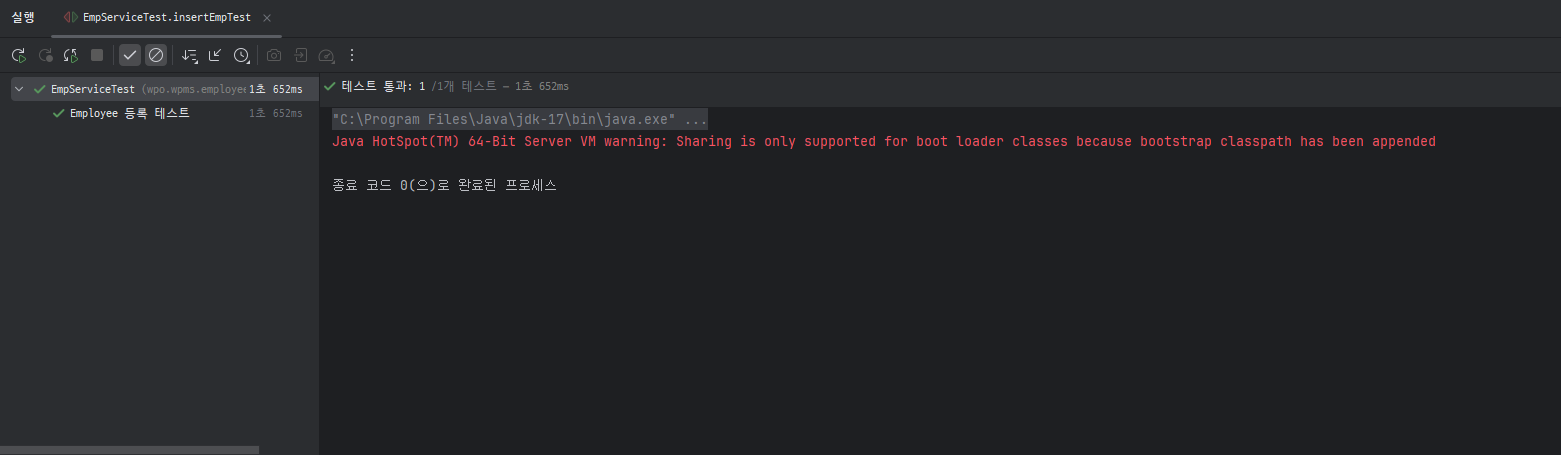 실행 EmpServiceTest.insertEmpTest
EmpServiceTest (wpo.wpms.employee 1초 652ms
Employee 등록 테스트 1초 652ms
테스트 통과: 1 /1개 테스트 – 1초 652ms
"C:\Program Files\Java\jdk-17\bin\java.exe" ...
Java HotSpot(TM) 64-Bit Server VM warning: Sharing is only supported for boot loader classes because bootstrap classpath has been appended
종료 코드 0(으)로 완료된 프로세스